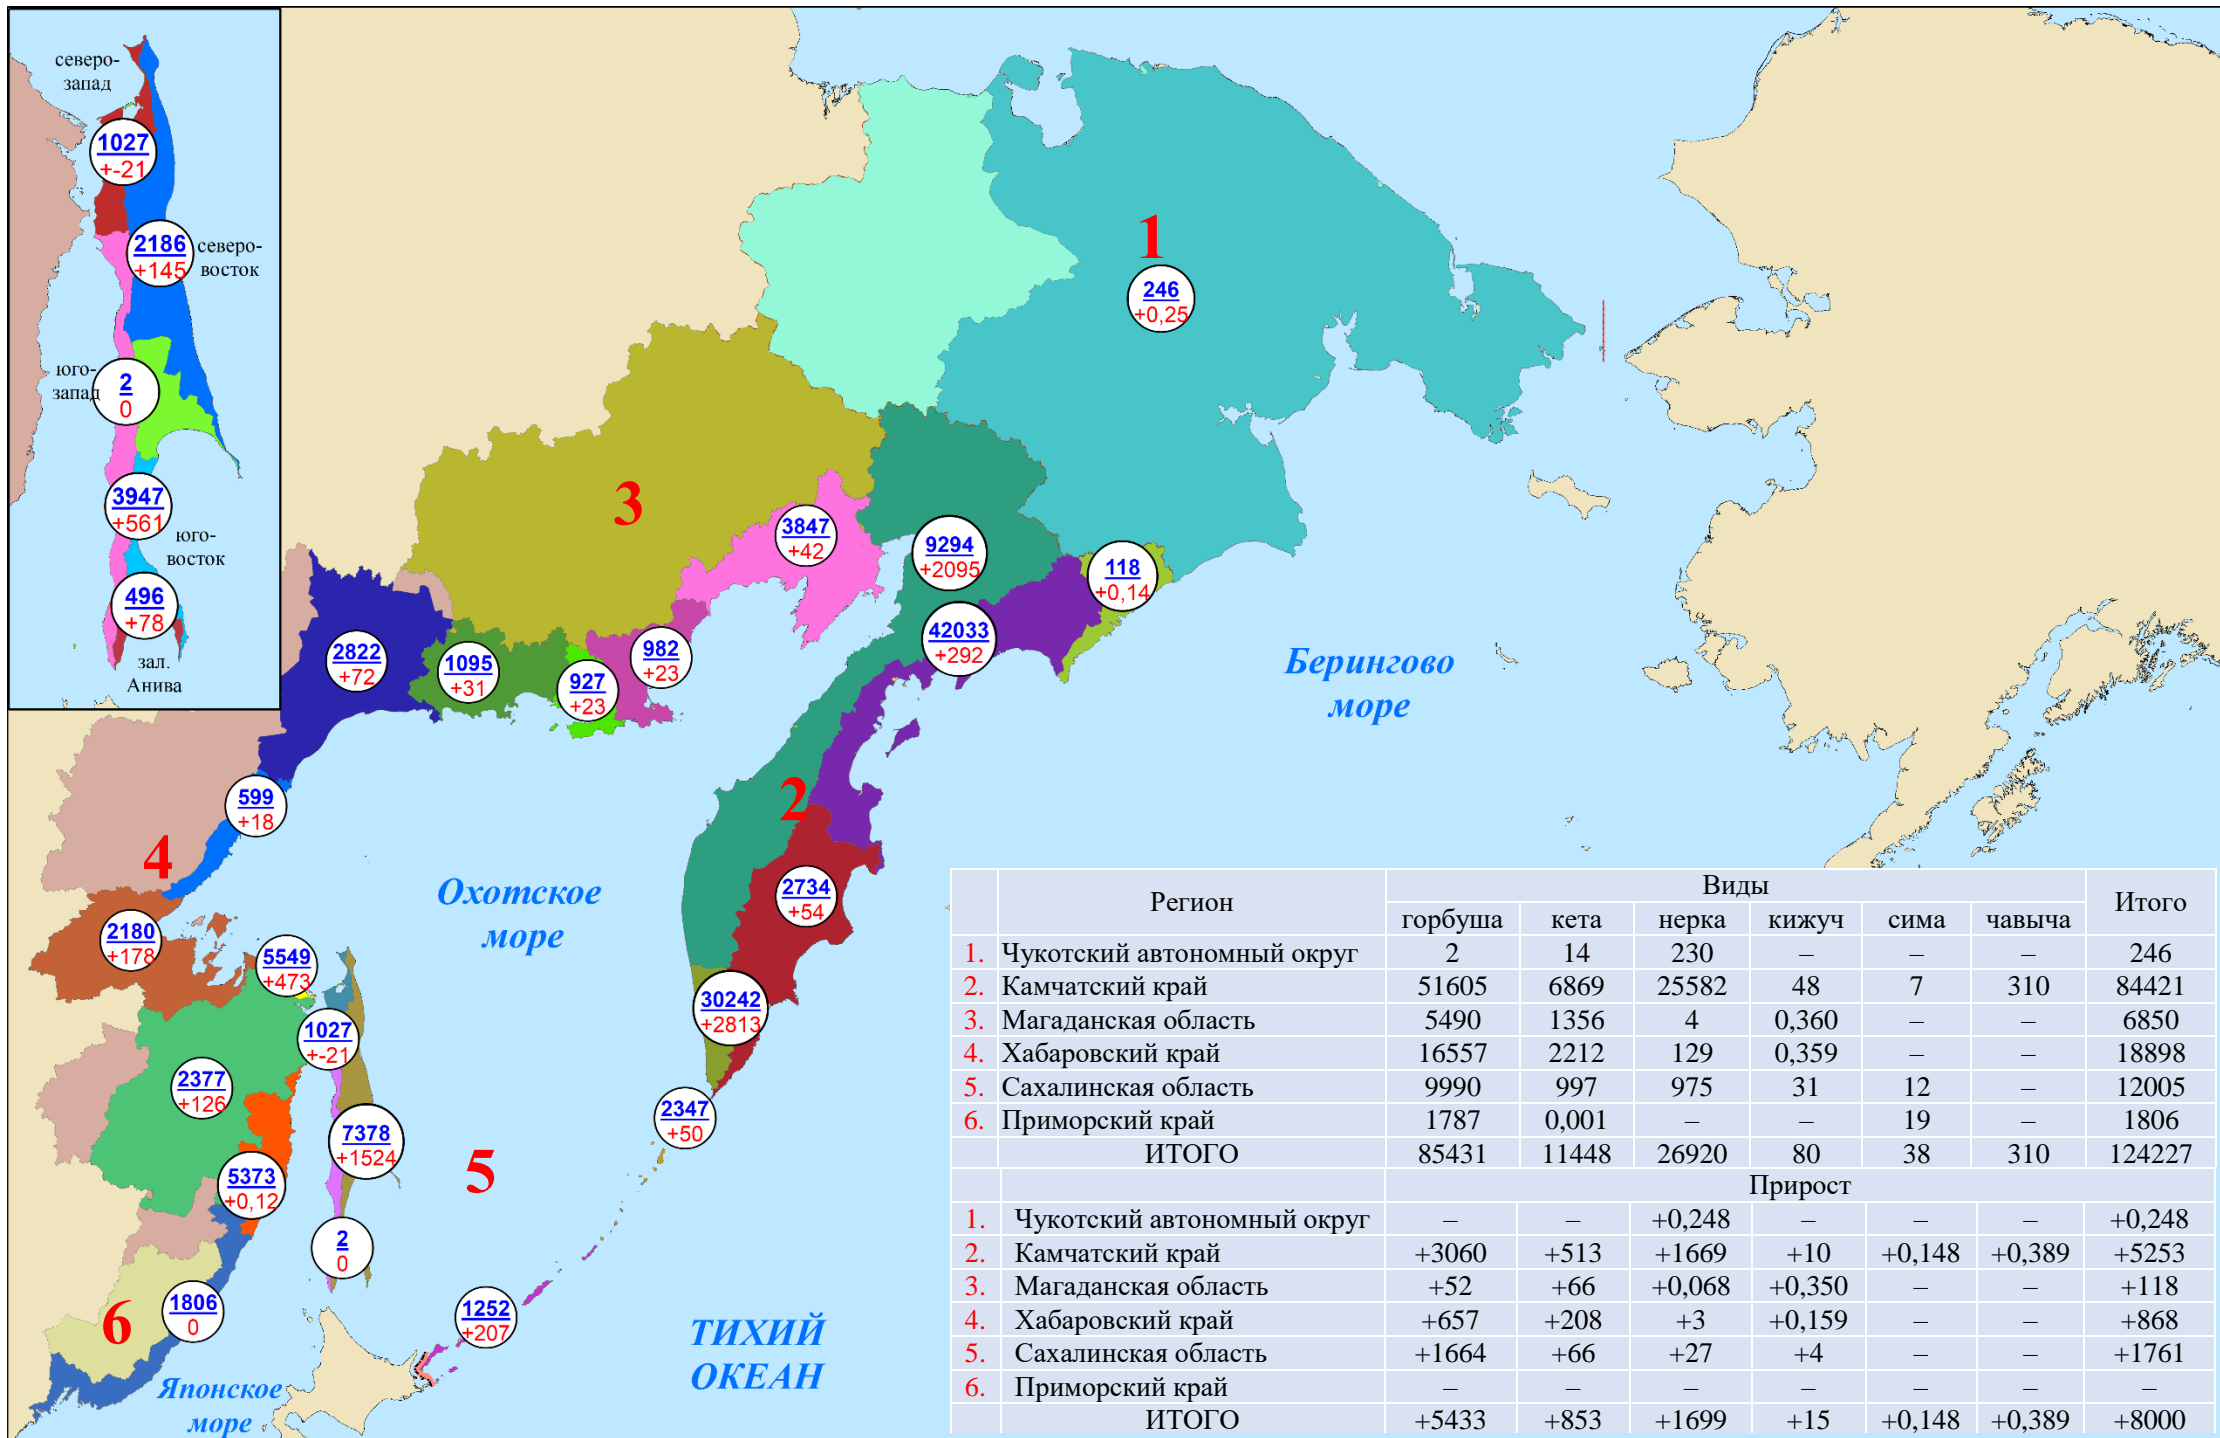 северо-
запад
1027
+-21
2186
+145
северо-
восток
юго-
запад
2
0
3947
+561
юго-
восток
496
+78
зал.
Анива
1
246
+0,25
3
3847
+42
9294
+2095
118
+0,14
42033
+292
2822
+72
1095
+31
927
+23
982
+23
Берингово
море
599
+18
4
2
Охотское
море
2734
+54
2180
+178
5549
+473
30242
+2813
1027
+-21
2377
+126
2347
+50
7378
+1524
5
5373
+0,12
2
0
6
1806
0
1252
+207
ТИХИЙ
ОКЕАН
Японское
море
Регион Виды Итого
горбуша кета нерка кижуч сима чавыча
1. Чукотский автономный округ 2 14 230 – – – 246
2. Камчатский край 51605 6869 25582 48 7 310 84421
3. Магаданская область 5490 1356 4 0,360 – – 6850
4. Хабаровский край 16557 2212 129 0,359 – – 18898
5. Сахалинская область 9990 997 975 31 12 – 12005
6. Приморский край 1787 0,001 – – 19 – 1806
ИТОГО 85431 11448 26920 80 38 310 124227
Прирост
1. Чукотский автономный округ – – +0,248 – – – +0,248
2. Камчатский край +3060 +513 +1669 +10 +0,148 +0,389 +5253
3. Магаданская область +52 +66 +0,068 +0,350 – – +118
4. Хабаровский край +657 +208 +3 +0,159 – – +868
5. Сахалинская область +1664 +66 +27 +4 – – +1761
6. Приморский край – – – – – – –
ИТОГО +5433 +853 +1699 +15 +0,148 +0,389 +8000